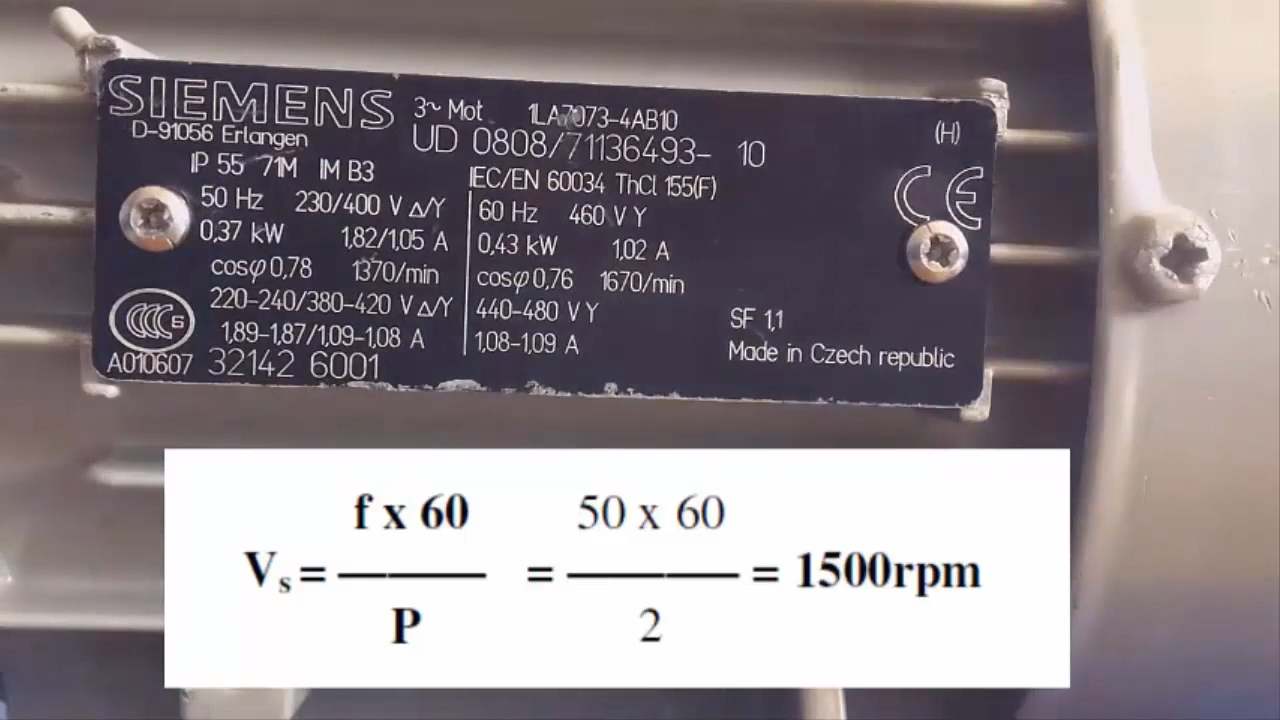 SIEMENS
D-91056 Erlangen
3~ Mot 1LA7073-4AB10
UD 0808/71136493- 10
(H)
IP 55 71M IM B3
IEC/EN 60034 ThCl 155(F)
CE
50 Hz 230/400 V Δ/Y
0,37 kW 1,82/1,05 A
cosφ 0,78 1370/min
220-240/380-420 V Δ/Y
1,89-1,87/1,09-1,08 A
60 Hz 460 V Y
0,43 kW 1,02 A
cosφ 0,76 1670/min
440-480 V Y
1,08-1,09 A
CCC S
A010607 32142 6001
SF 1,1
Made in Czech republic
f x 60 50 x 60
Vs = ——— = ——— = 1500rpm
P 2